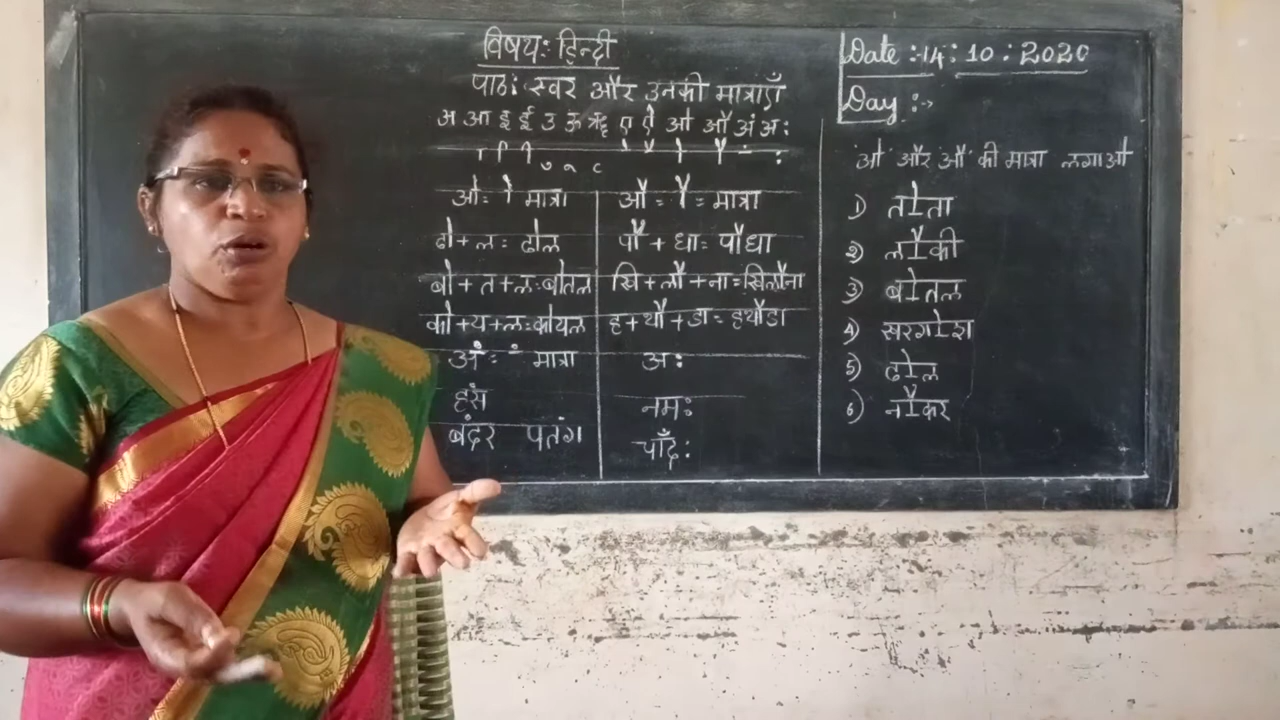 विषय: हिन्दी
पाठ: स्वर और उनकी मात्राएँ
अ आ इ ई उ ऊ ऋ ए ऐ ओ औ अं अ:
ा ि ी ु ू ृ े ै ो ौ ं :
ओ = ो मात्रा
ढो + ल = ढोल
बो + त + ल = बोतल
को + य + ल = कोयल
अं = ं मात्रा
हंस
बंदर पतंग
औ = ौ = मात्रा
पौ + धा = पौधा
खि + लौ + ना = खिलौना
ह + थौ + डा = हथौडा
अ:
नम:
चाँद:
Date :- 14 : 10 : 2020
Day :-
'ओ' और 'औ' की मात्रा लगाओ
1) तोता
2) लौकी
3) बोतल
4) खरगोश
5) ढोल
6) नौकर